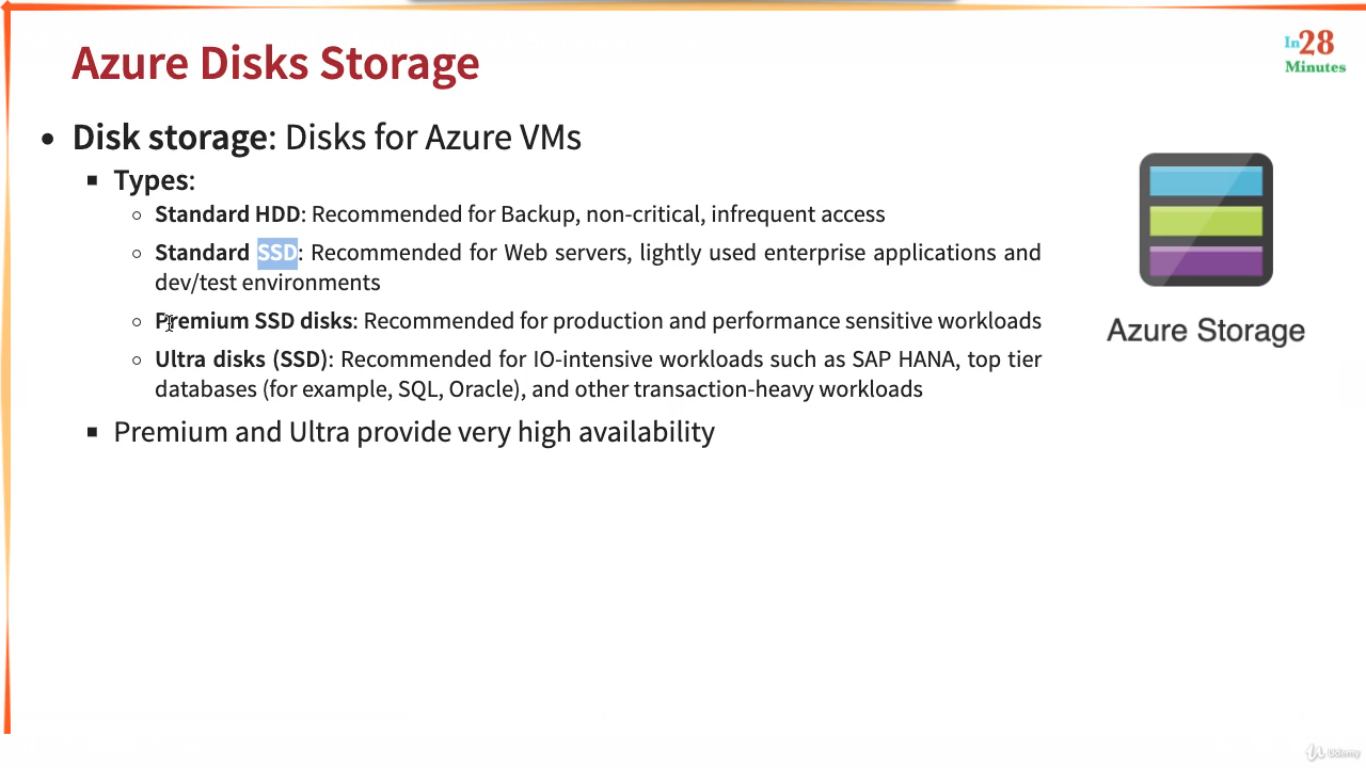 Azure Disks Storage
In28
Minutes
• Disk storage: Disks for Azure VMs
▪ Types:
○ Standard HDD: Recommended for Backup, non-critical, infrequent access
○ Standard SSD: Recommended for Web servers, lightly used enterprise applications and
dev/test environments
○ Premium SSD disks: Recommended for production and performance sensitive workloads
○ Ultra disks (SSD): Recommended for IO-intensive workloads such as SAP HANA, top tier
databases (for example, SQL, Oracle), and other transaction-heavy workloads
▪ Premium and Ultra provide very high availability
Azure Storage
Udemy